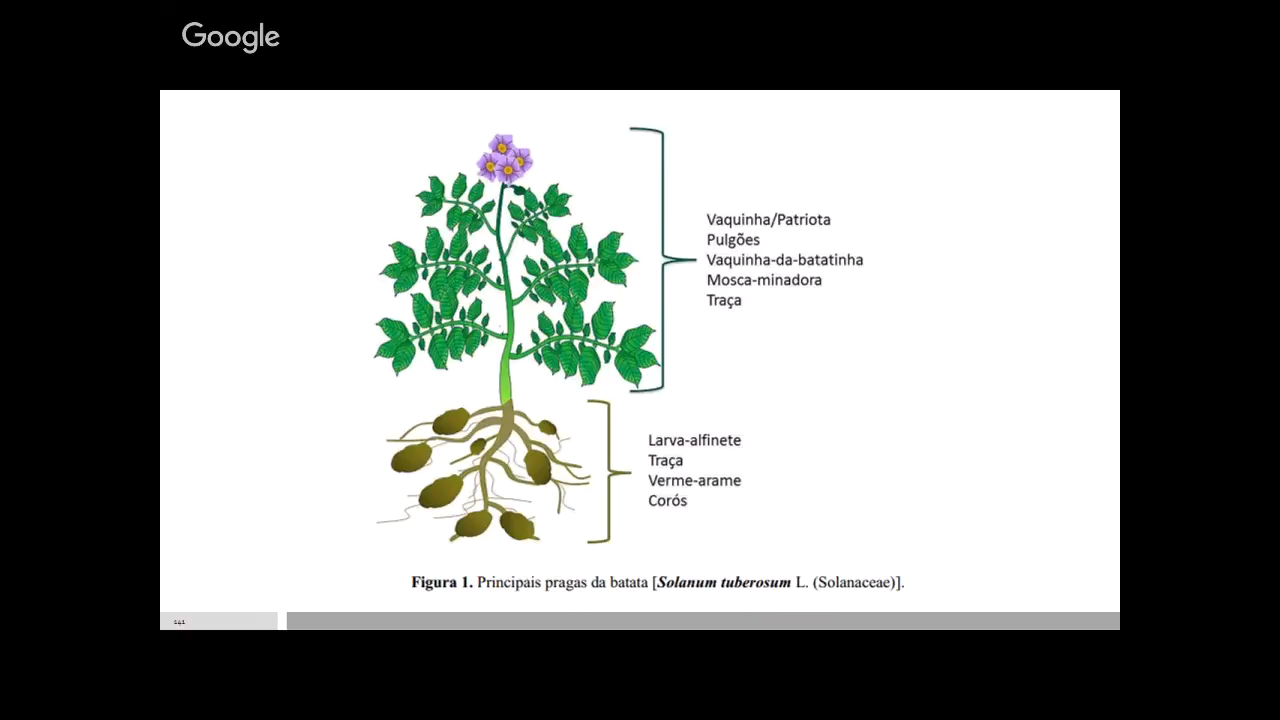 Google
Vaquinha/Patriota
Pulgões
Vaquinha-da-batatinha
Mosca-minadora
Traça
Larva-alfinete
Traça
Verme-arame
Corós
Figura 1. Principais pragas da batata [Solanum tuberosum L. (Solanaceae)].
141